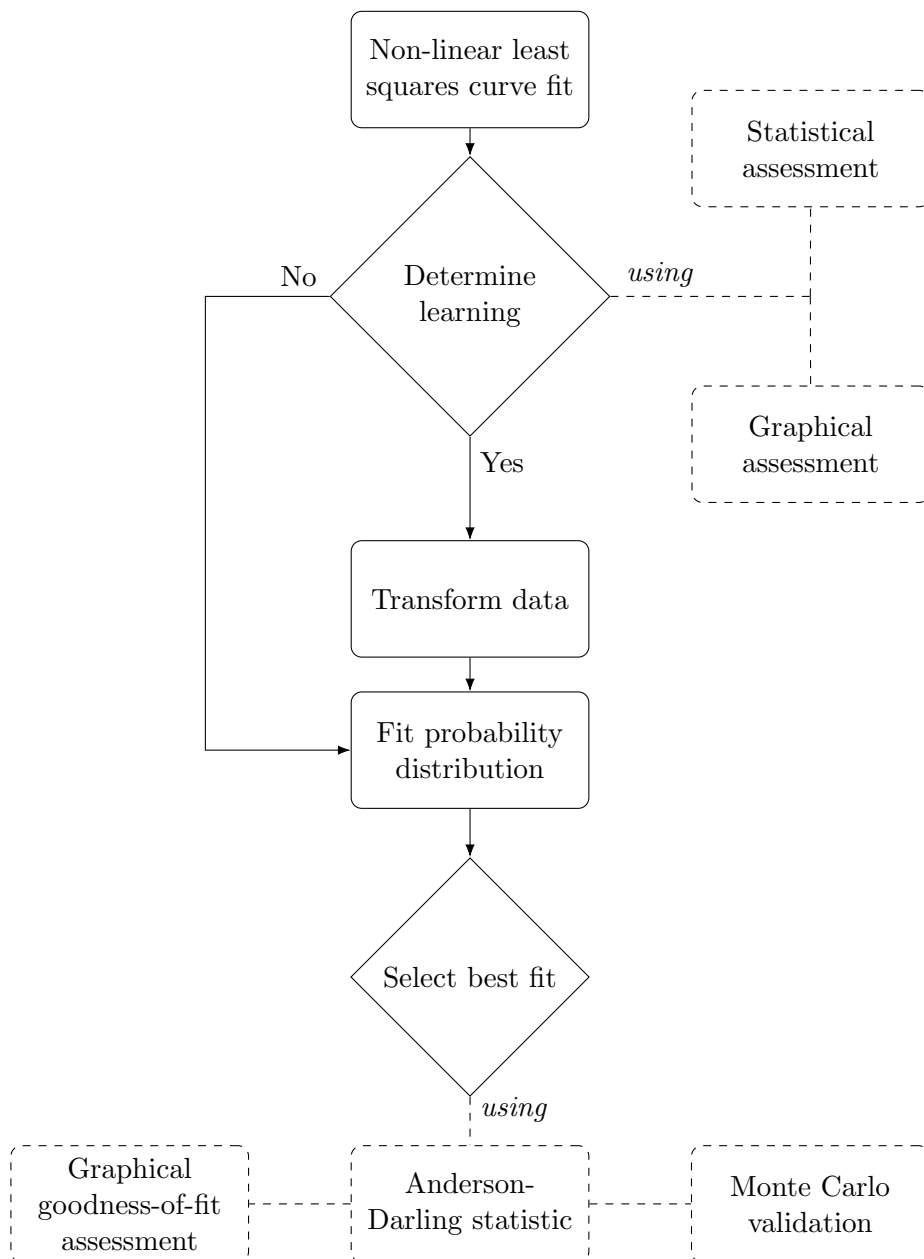 Non-linear least
squares curve fit
Statistical
assessment
No
Determine
learning
using
Graphical
assessment
Yes
Transform data
Fit probability
distribution
Select best fit
using
Graphical
goodness-of-fit
assessment
Anderson-
Darling statistic
Monte Carlo
validation